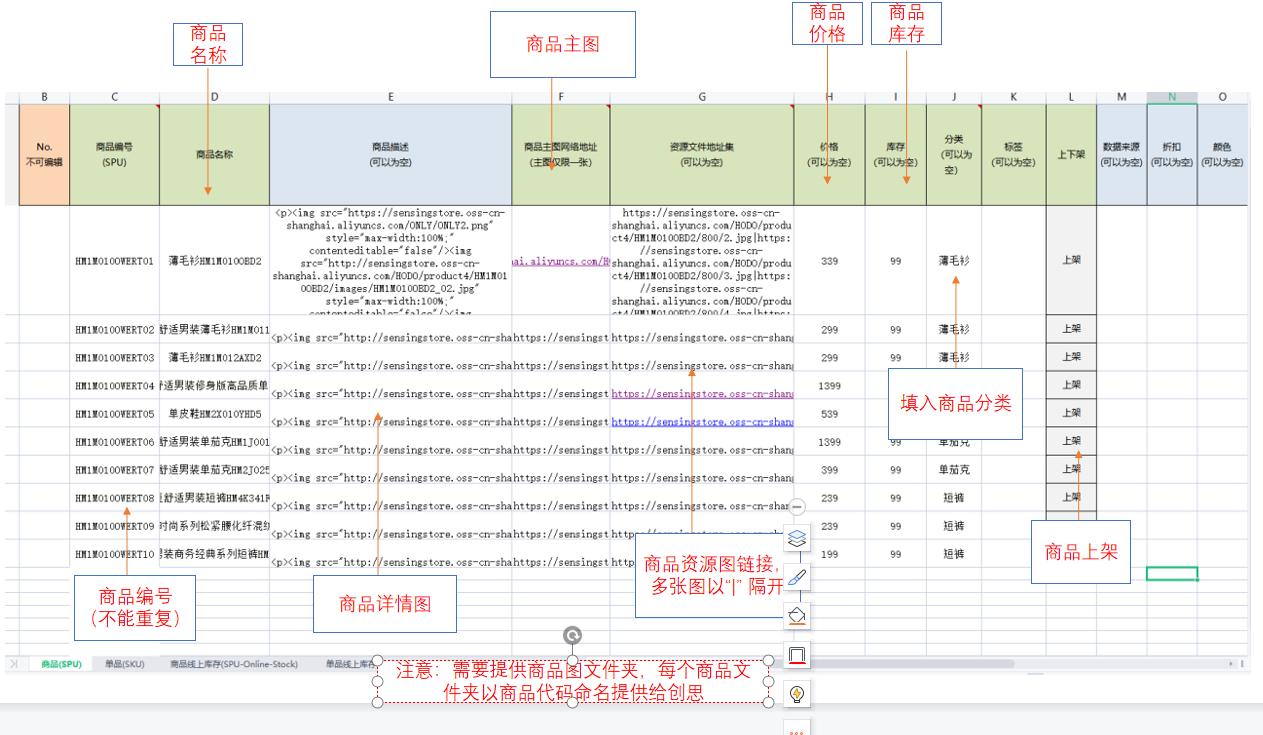 商品
名称
商品主图
商品
价格
商品
库存
B C D E F G H I J K L M N O
No.
不可编辑
商品编号
(SPU)
商品名称
商品描述
(可以为空)
商品主图网络地址
(主图仅限一张)
资源文件地址集
(可以为空)
价格
(可以为空)
库存
(可以为空)
分类
(可以为
空)
标签
(可以为空)
上下架
数据来源
(可以为空)
折扣
(可以为空)
颜色
(可以为空)
HM1M0100WERT01
薄毛衫HM1M0100BD2
<p><img src="https://sensingstore.oss-cn-
shanghai.aliyuncs.com/ONLY/ONLY2.png"
style="max-width:100%;"
contenteditable="false"/><img
src="http://sensingstore.oss-cn-
shanghai.aliyuncs.com/HODO/product4/HM1M01
00BD2/images/HM1M0100BD2_02.jpg"
style="max-width:100%;"
contenteditable="false"/><img
ai.aliyuncs.com/H
https://sensingstore.oss-cn-
shanghai.aliyuncs.com/HODO/produ
ct4/HM1M0100BD2/800/2.jpg|https:
//sensingstore.oss-cn-
shanghai.aliyuncs.com/HODO/produ
ct4/HM1M0100BD2/800/3.jpg|https:
//sensingstore.oss-cn-
shanghai.aliyuncs.com/HODO/produ
ct4/HM1M0100BD2/800/4.jpg|https:
339 99 薄毛衫 上架
HM1M0100WERT02 舒适男装薄毛衫HM1M011 <p><img src="http://sensingstore.oss-cn-sha https://sensingst https://sensingstore.oss-cn-shang 299 99 薄毛衫 上架
HM1M0100WERT03 薄毛衫HM1M012AXD2 <p><img src="http://sensingstore.oss-cn-sha https://sensingst https://sensingstore.oss-cn-shang 299 99 薄毛衫 上架
HM1M0100WERT04 舒适男装修身版高品质单 <p><img src="http://sensingstore.oss-cn-sha https://sensingst https://sensingstore.oss-cn-shang 1399 上架
HM1M0100WERT05 单皮鞋HM2X010YHD5 <p><img src="http://sensingstore.oss-cn-sha https://sensingst https://sensingstore.oss-cn-shang 539 上架
HM1M0100WERT06 舒适男装单茄克HM1J001 <p><img src="http://sensingstore.oss-cn-sha https://sensingst https://sensingstore.oss-cn-shang 1399 99 单茄克 上架
HM1M0100WERT07 舒适男装单茄克HM2J025 <p><img src="http://sensingstore.oss-cn-sha https://sensingst https://sensingstore.oss-cn-shang 399 99 单茄克 上架
HM1M0100WERT08 舒适男装短裤HM4K341F <p><img src="http://sensingstore.oss-cn-sha https://sensingst https://sensingstore.oss-cn-shang 239 99 短裤 上架
HM1M0100WERT09 时尚系列松紧腰化纤混纺 <p><img src="http://sensingstore.oss-cn-sha https://sensingst https: 239 99 短裤
HM1M0100WERT10 装商务经典系列短裤HM <p><img src="http://sensingstore.oss-cn-sha https://sensingst http 199 99 短裤
填入商品分类
商品上架
商品编号
（不能重复）
商品详情图
商品资源图链接，
多张图以“|” 隔开
商品(SPU) 单品(SKU) 商品线上库存(SPU-Online-Stock) 单品线上库存
注意：需要提供商品图文件夹，每个商品文
件夹以商品代码命名提供给创思